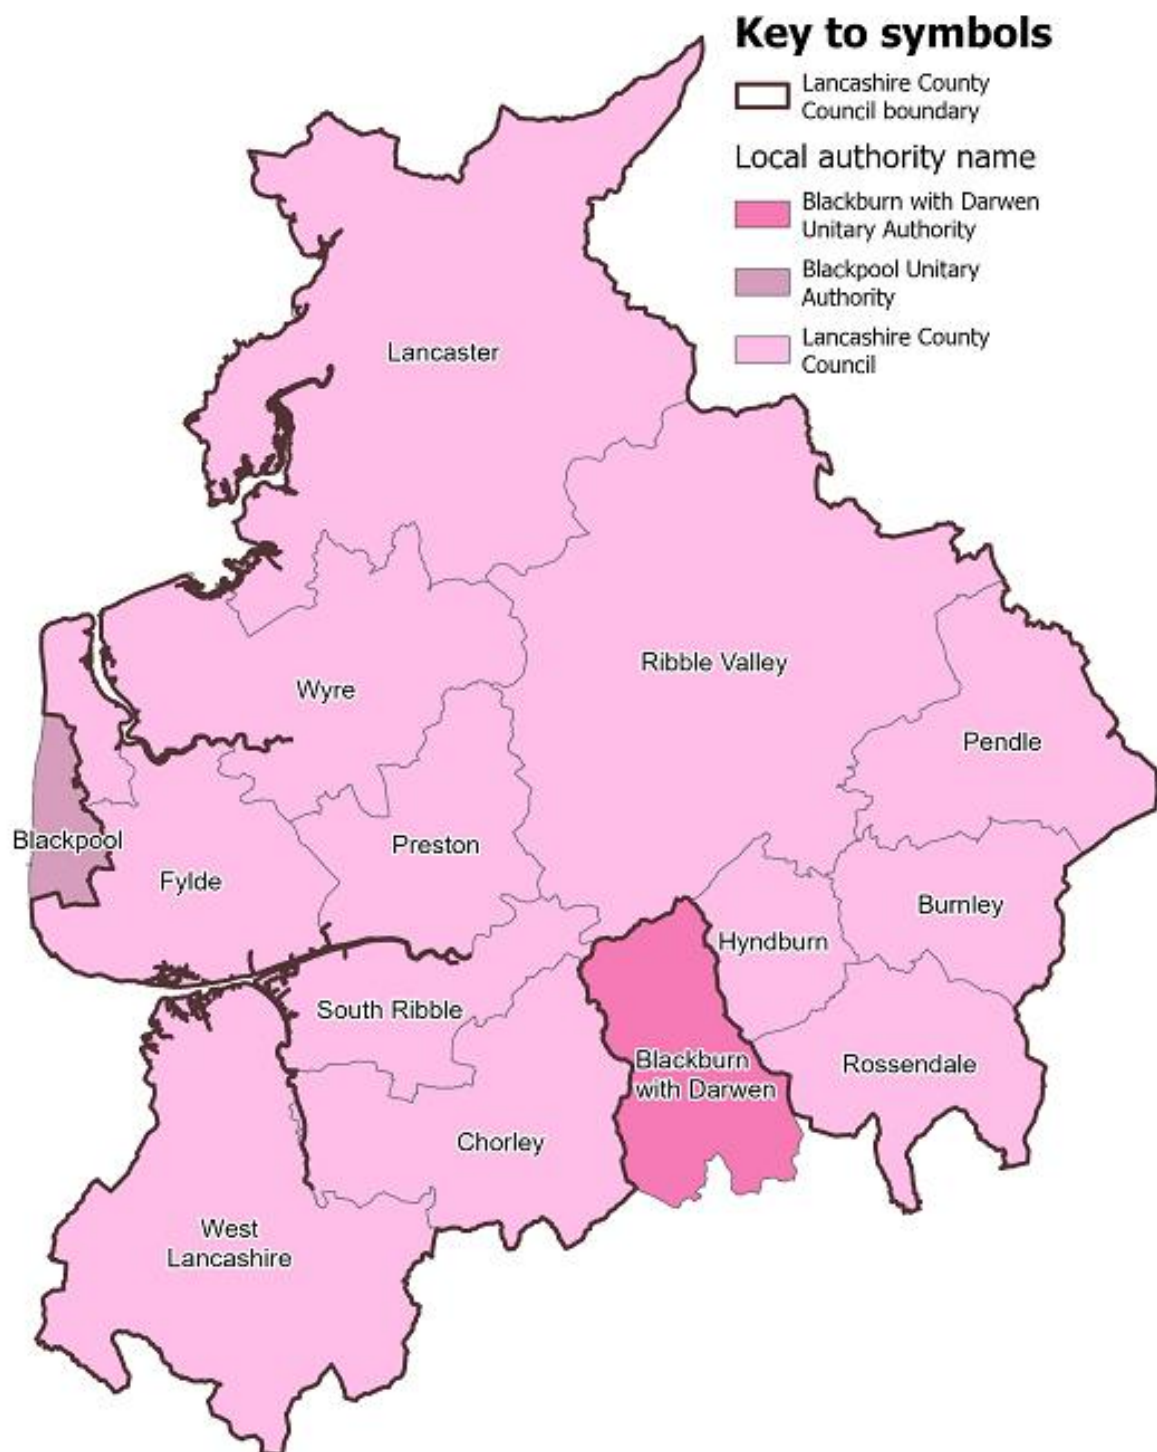 Key to symbols
Lancashire County
Council boundary
Local authority name
Blackburn with Darwen
Unitary Authority
Blackpool Unitary
Authority
Lancashire County
Council
Lancaster
Ribble Valley
Wyre
Pendle
Blackpool
Preston
Fylde
Burnley
Hyndburn
South Ribble
Blackburn
with Darwen
Rossendale
Chorley
West
Lancashire